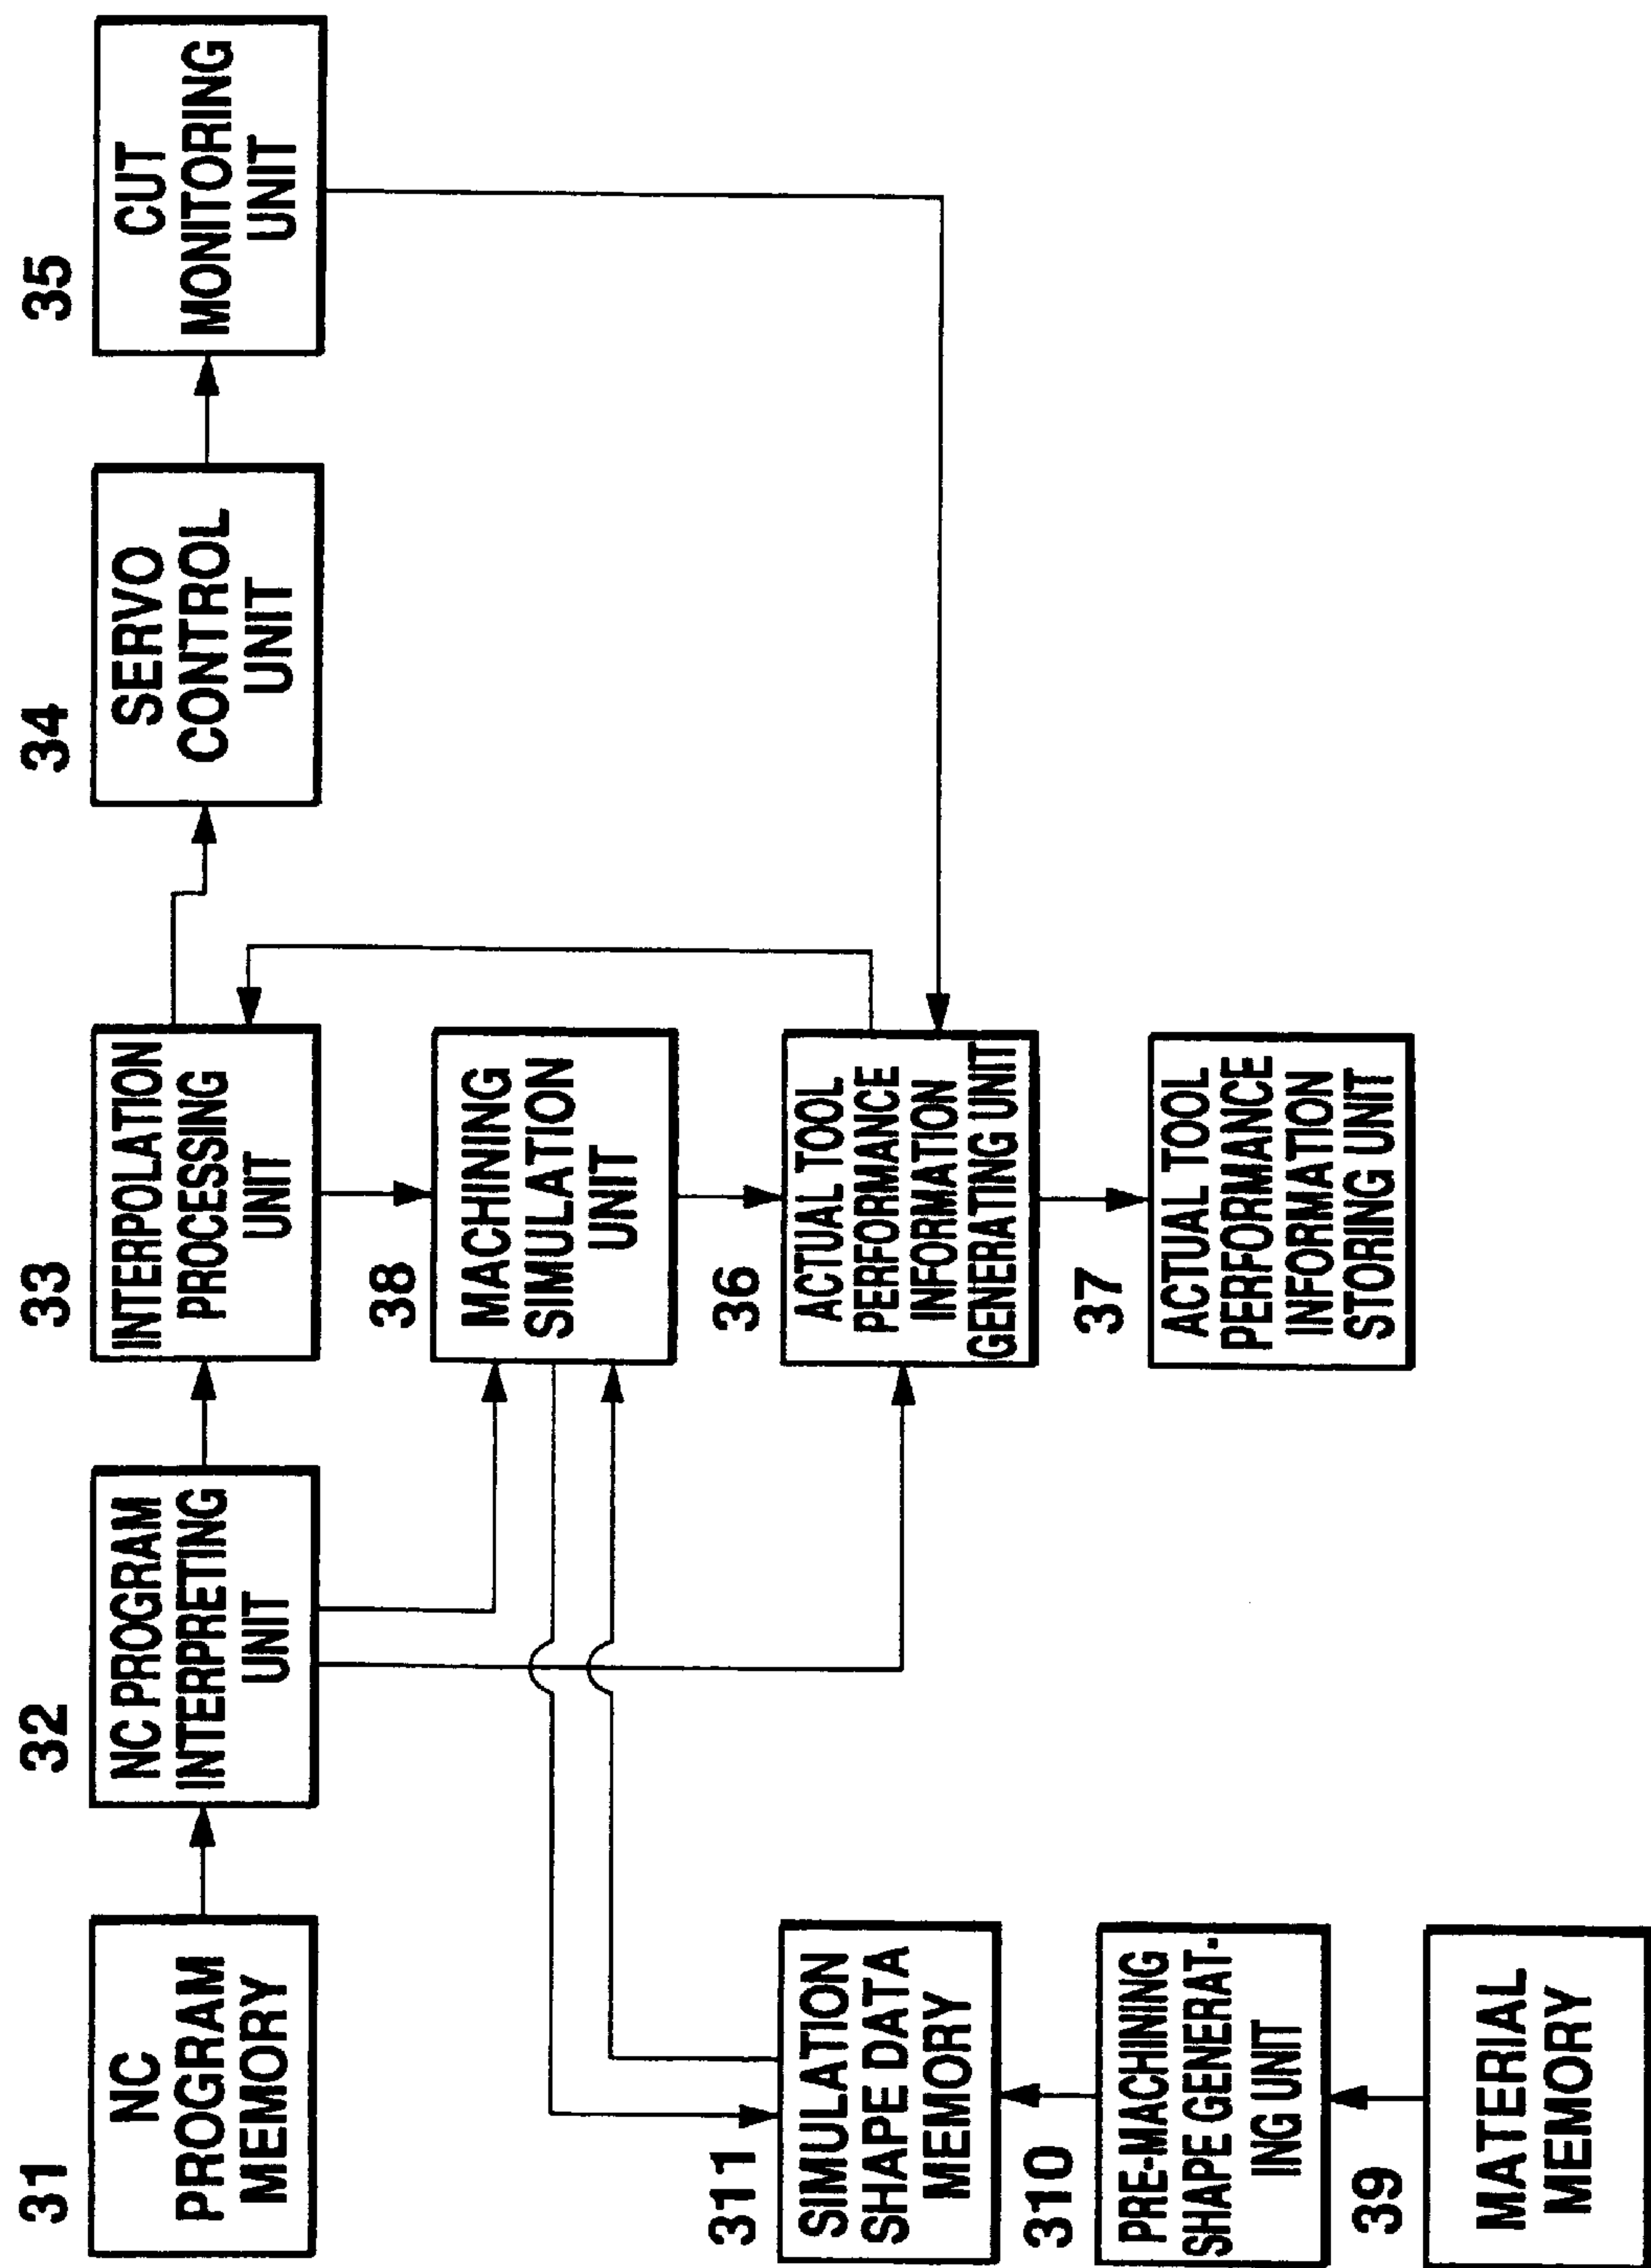 31
NC
PROGRAM
MEMORY
32
NC PROGRAM
INTERPRETING
UNIT
33
INTERPOLATION
PROCESSING
UNIT
34
SERVO
CONTROL
UNIT
35
CUT
MONITORING
UNIT
38
MACHINING
SIMULATION
UNIT
311
SIMULATION
SHAPE DATA
MEMORY
36
ACTUAL TOOL
PERFORMANCE
INFORMATION
GENERATING UNIT
310
PRE-MACHINING
SHAPE GENERAT-
ING UNIT
37
ACTUAL TOOL
PERFORMANCE
INFORMATION
STORING UNIT
39
MATERIAL
MEMORY